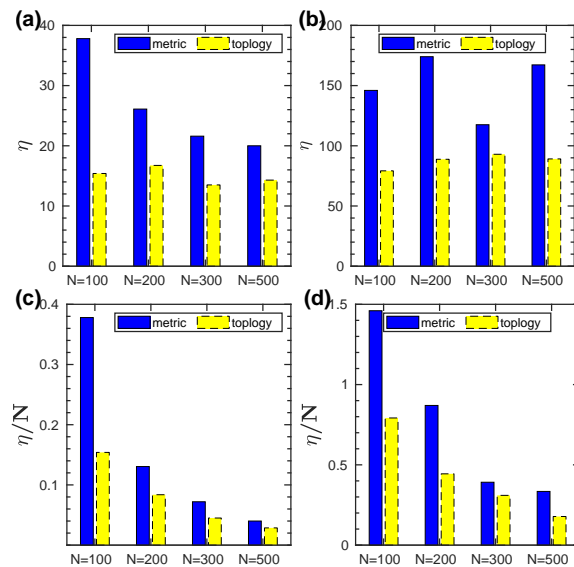 (a)
40
metric
toplogy
30
η
20
10
0
N=100 N=200 N=300 N=500
(b)
200
metric
toplogy
150
η
100
50
0
N=100 N=200 N=300 N=500
(c)
0.4
metric
toplogy
0.3
η/N
0.2
0.1
N=100 N=200 N=300 N=500
(d)
1.5
metric
toplogy
1
η/N
0.5
0
N=100 N=200 N=300 N=500